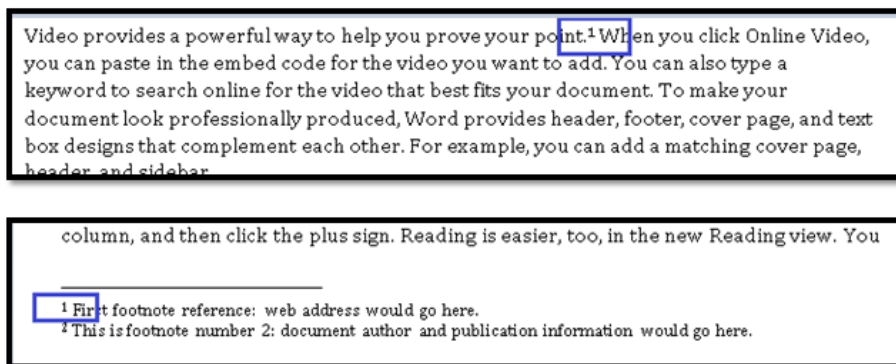 Video provides a powerful way to help you prove your point.¹ When you click Online Video,
you can paste in the embed code for the video you want to add. You can also type a
keyword to search online for the video that best fits your document. To make your
document look professionally produced, Word provides header, footer, cover page, and text
box designs that complement each other. For example, you can add a matching cover page,
header, and sidebar.
column, and then click the plus sign. Reading is easier, too, in the new Reading view. You
¹ First footnote reference: web address would go here.
² This is footnote number 2: document author and publication information would go here.